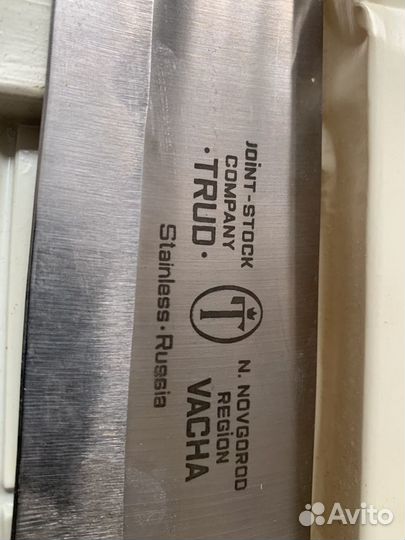 JOINT-STOCK
COMPANY
· TRUD ·
T
N. NOVGOROD
REGION
VACHA
Stainless · Russia
Avito